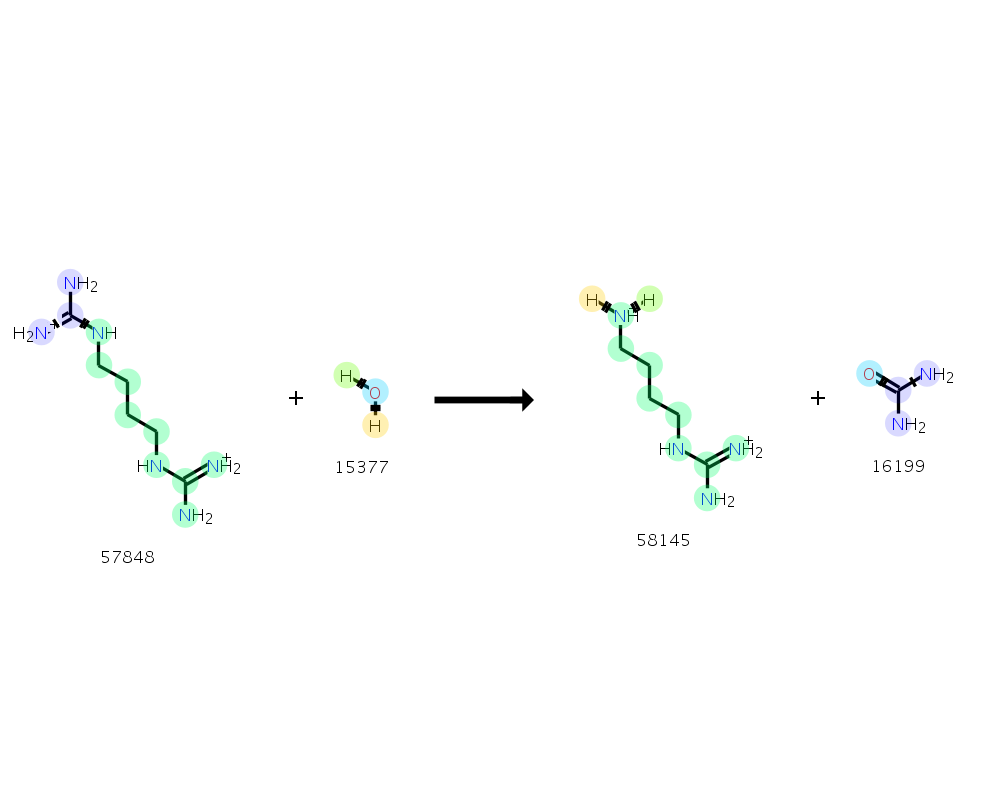 NH2
H2N+ NH
HN NH2+
NH2
57848
+
H
O
H
15377
H H
NH+
HN NH2+
NH2
58145
+
O NH2
NH2
16199